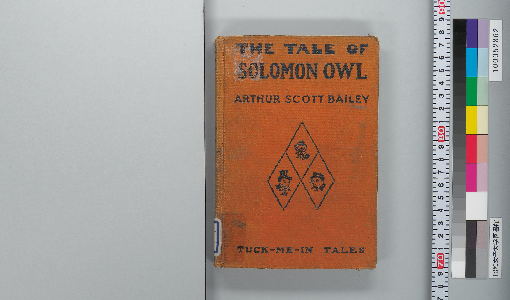 THE TALE OF
SOLOMON OWL
ARTHUR SCOTT BAILEY
TUCK-ME-IN TALES